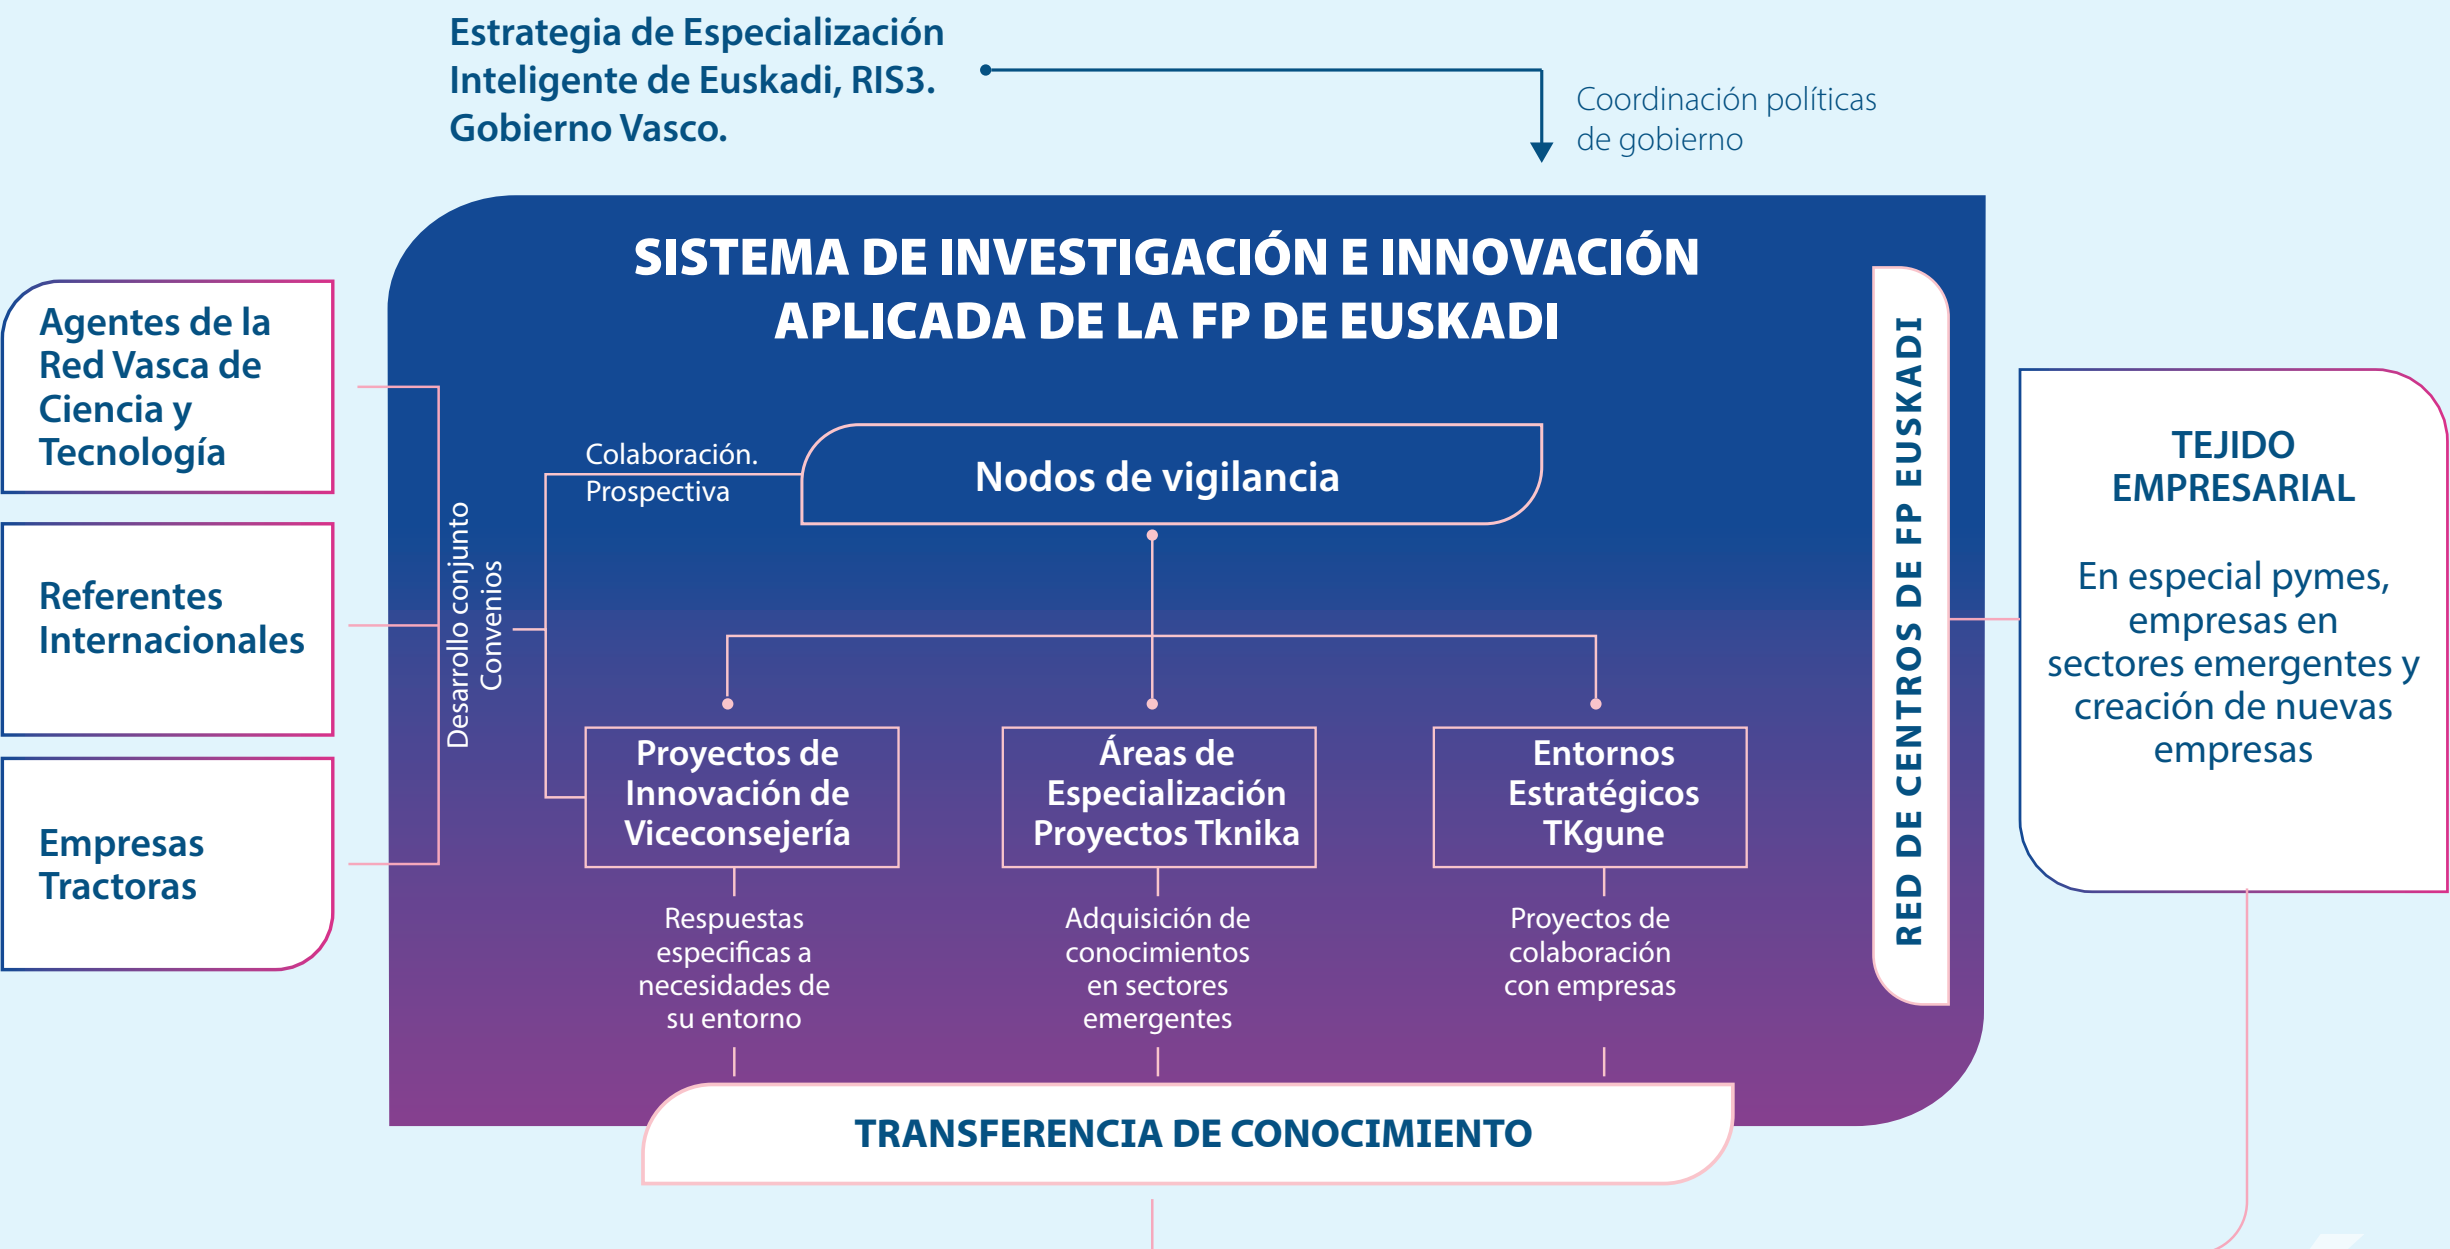 Estrategia de Especialización
Inteligente de Euskadi, RIS3.
Gobierno Vasco.
Coordinación políticas
de gobierno
SISTEMA DE INVESTIGACIÓN E INNOVACIÓN
APLICADA DE LA FP DE EUSKADI
Agentes de la
Red Vasca de
Ciencia y
Tecnología
Referentes
Internacionales
Empresas
Tractoras
Desarrollo conjunto
Convenios
Colaboración.
Prospectiva
Nodos de vigilancia
Proyectos de
Innovación de
Viceconsejería
Áreas de
Especialización
Proyectos Tknika
Entornos
Estratégicos
TKgune
Respuestas
especificas a
necesidades de
su entorno
Adquisición de
conocimientos
en sectores
emergentes
Proyectos de
colaboración
con empresas
RED DE CENTROS DE FP EUSKADI
TEJIDO
EMPRESARIAL
En especial pymes,
empresas en
sectores emergentes y
creación de nuevas
empresas
TRANSFERENCIA DE CONOCIMIENTO